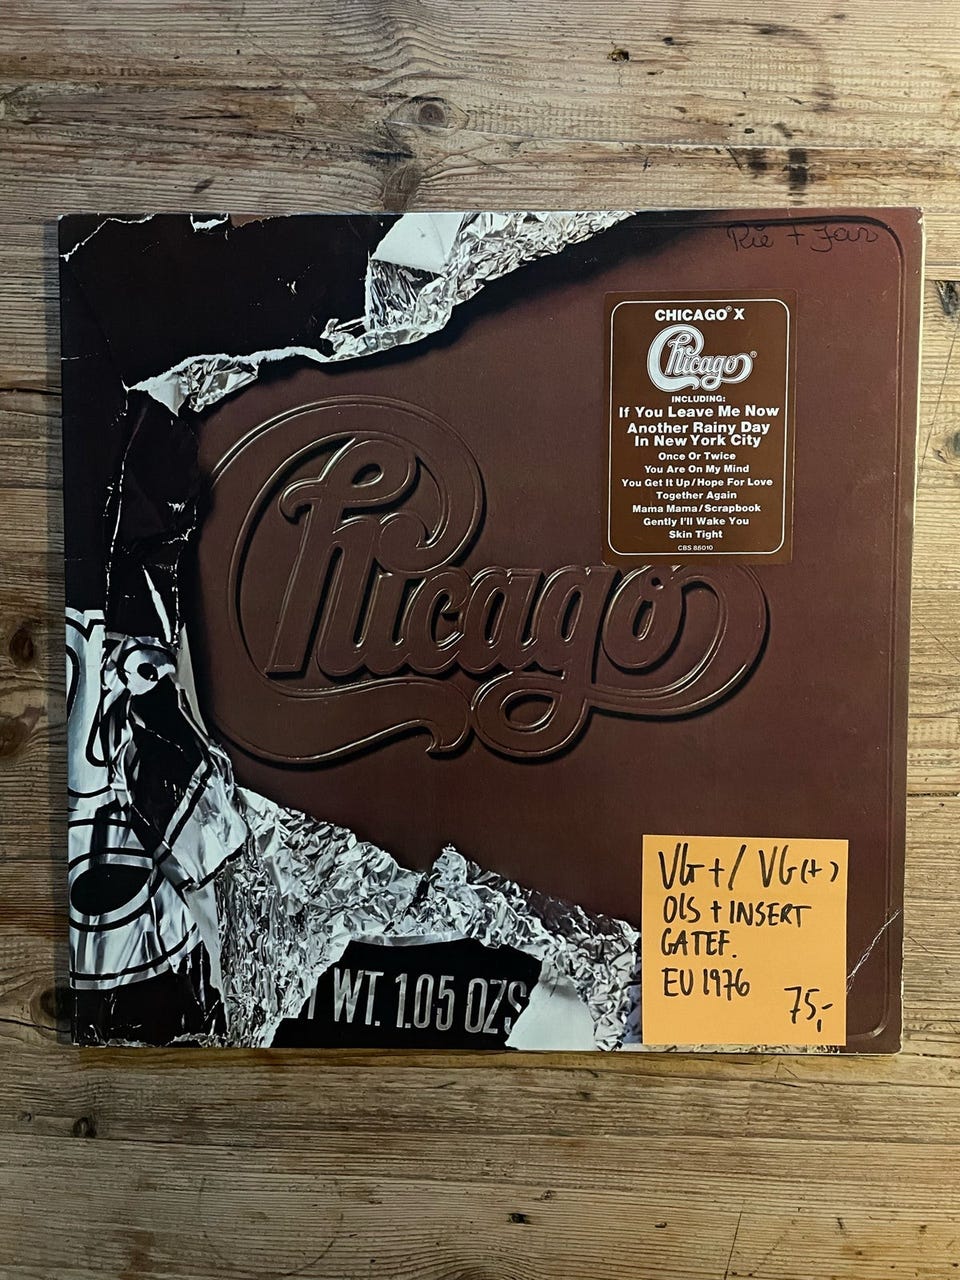 Rie + Jan
CHICAGO® X
Chicago®
INCLUDING:
If You Leave Me Now
Another Rainy Day
In New York City
Once Or Twice
You Are On My Mind
You Get It Up/Hope For Love
Together Again
Mama Mama/Scrapbook
Gently I'll Wake You
Skin Tight
CBS 86010
Chicago
WT. 1.05 OZS
VG+/ VG(+)
OIS + INSERT
GATEF.
EU 1976
75,-